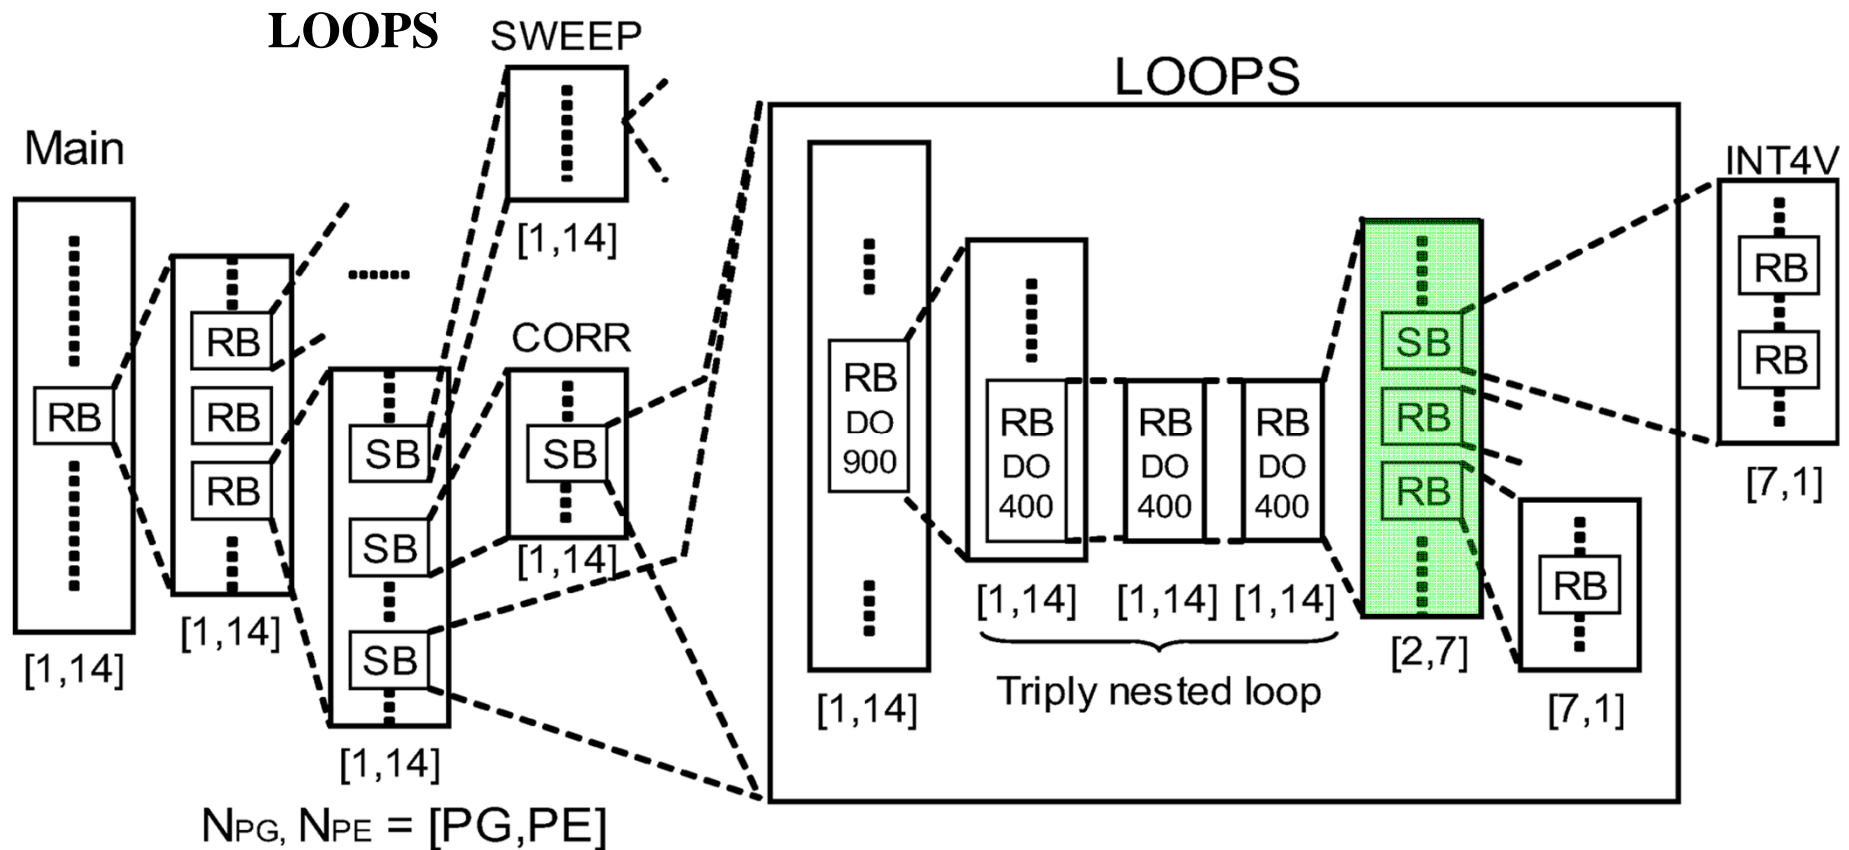 LOOPS
SWEEP
[1,14]
Main
RB
[1,14]
RB
RB
RB
[1,14]
SB
SB
SB
[1,14]
CORR
SB
[1,14]
NPG, NPE = [PG,PE]
LOOPS
RB
DO
900
[1,14]
RB
DO
400
[1,14]
RB
DO
400
[1,14]
RB
DO
400
[1,14]
Triply nested loop
SB
RB
RB
[2,7]
RB
[7,1]
INT4V
RB
RB
[7,1]